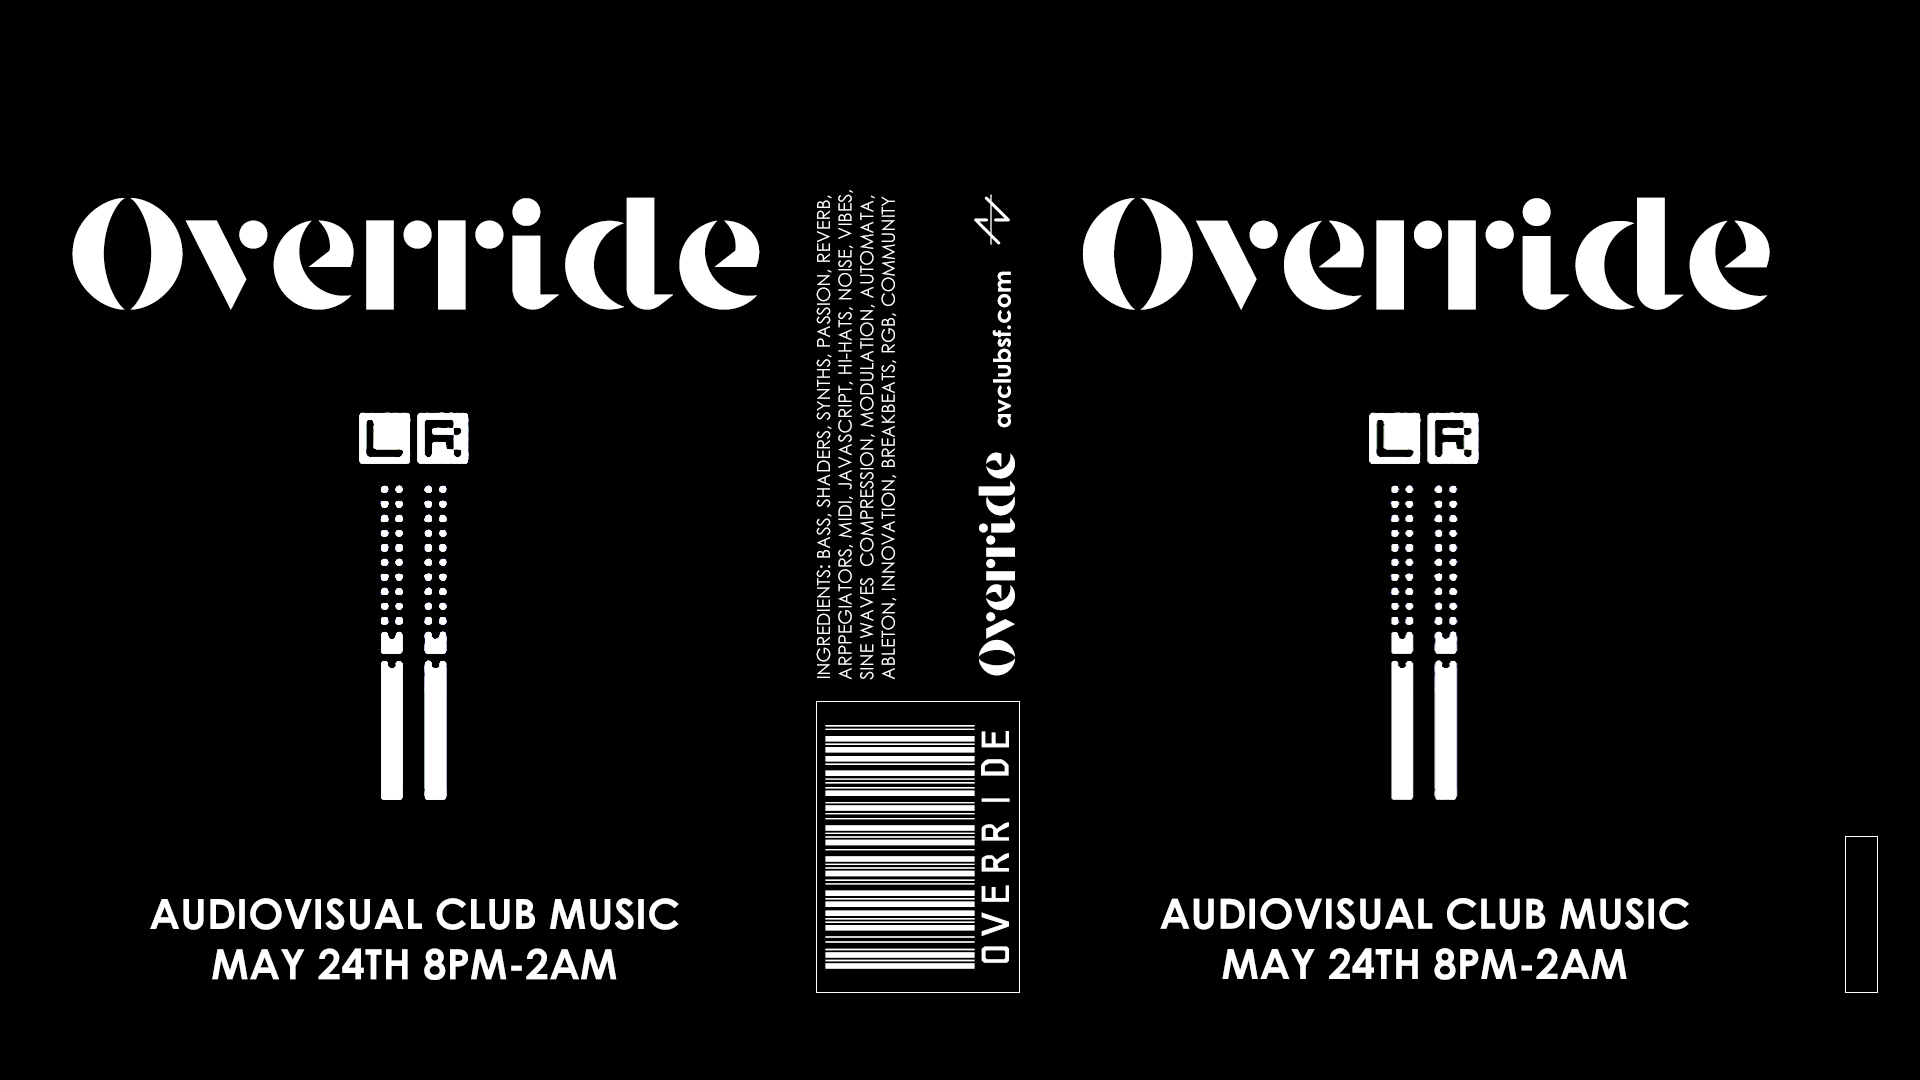 Override
L R
AUDIOVISUAL CLUB MUSIC
MAY 24TH 8PM-2AM
INGREDIENTS: BASS, SHADERS, SYNTHS, PASSION, REVERB,
ARPPEGIATORS, MIDI, JAVASCRIPT, HI-HATS, NOISE, VIBES,
SINE WAVES COMPRESSION, MODULATION, AUTOMATA,
ABLETON, INNOVATION, BREAKBEATS, RGB, COMMUNITY
Override avclubsf.com AV
OVERRIDE
Override
L R
AUDIOVISUAL CLUB MUSIC
MAY 24TH 8PM-2AM